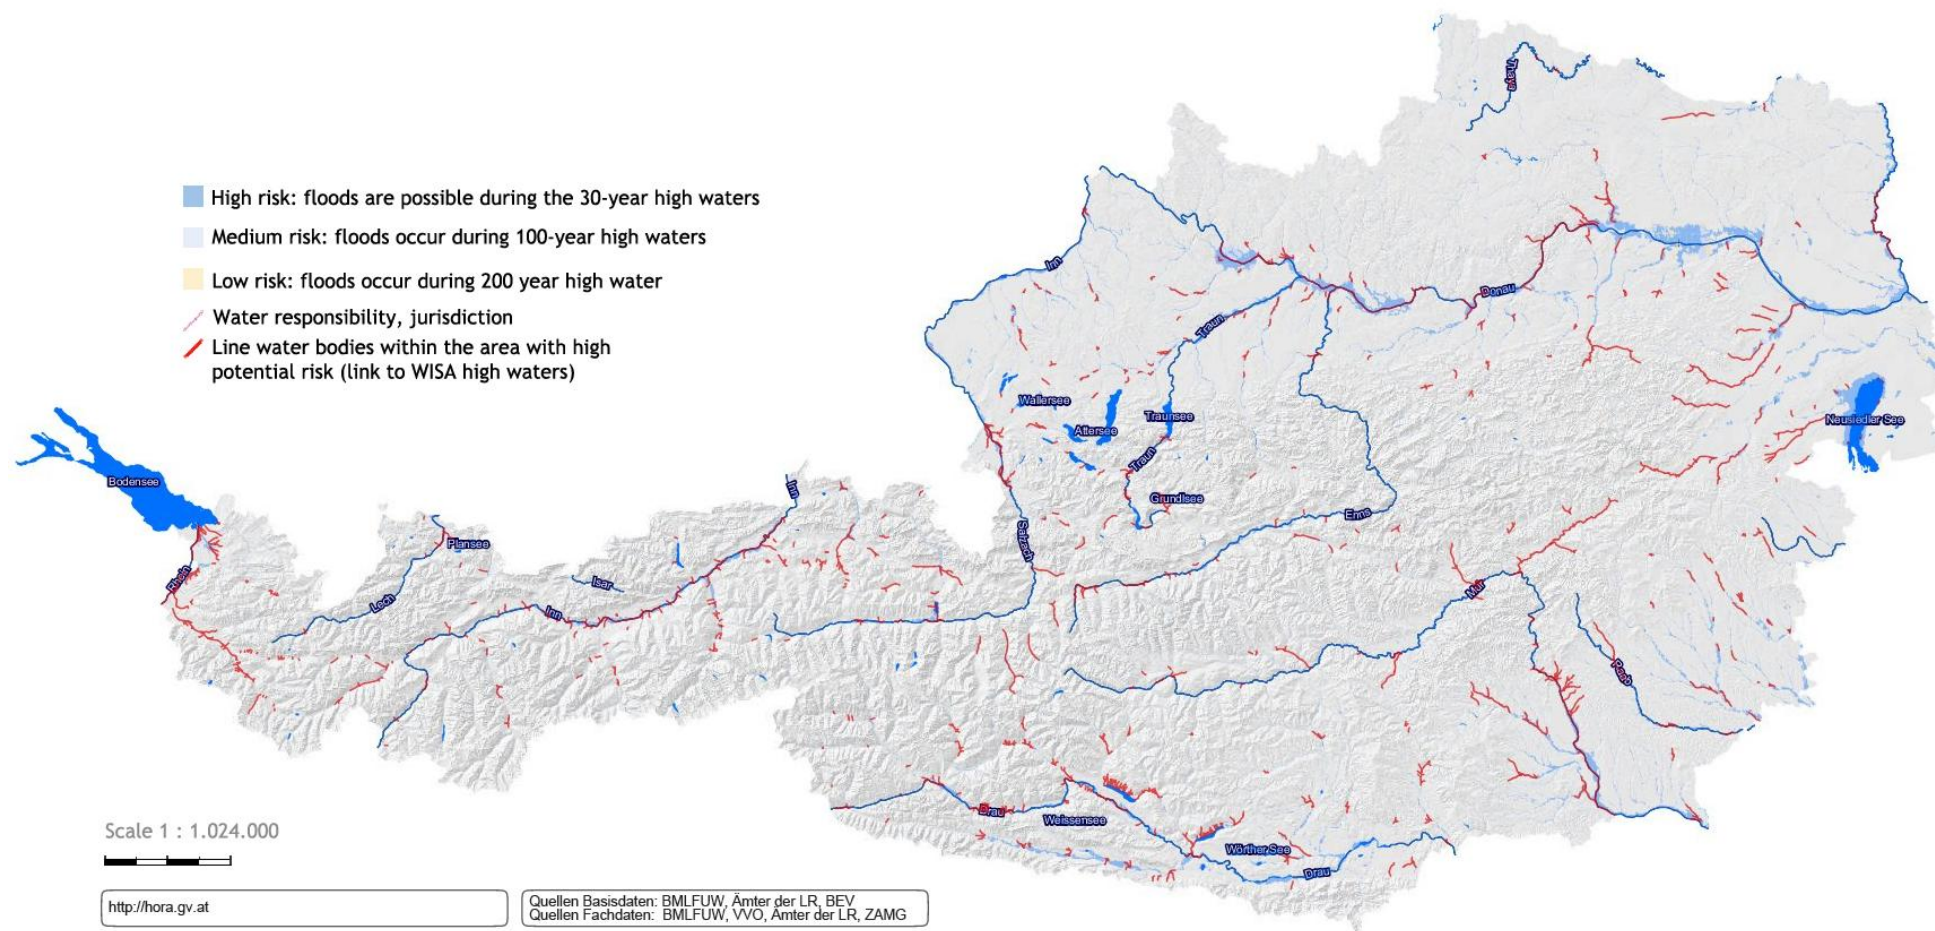 High risk: floods are possible during the 30-year high waters
Medium risk: floods occur during 100-year high waters
Low risk: floods occur during 200 year high water
Water responsibility, jurisdiction
Line water bodies within the area with high
potential risk (link to WISA high waters)
Thaya
Inn
Donau
Traun
Wallersee
Attersee
Traunsee
Neusiedler See
Traun
Bodensee
Grundlsee
Inn
Enns
Salzach
Plansee
Rhein
Isar
Lech
Inn
Mur
Raab
Drau
Weissensee
Wörther See
Drau
Scale 1 : 1.024.000
http://hora.gv.at
Quellen Basisdaten: BMLFUW, Ämter der LR, BEV
Quellen Fachdaten: BMLFUW, VVO, Ämter der LR, ZAMG